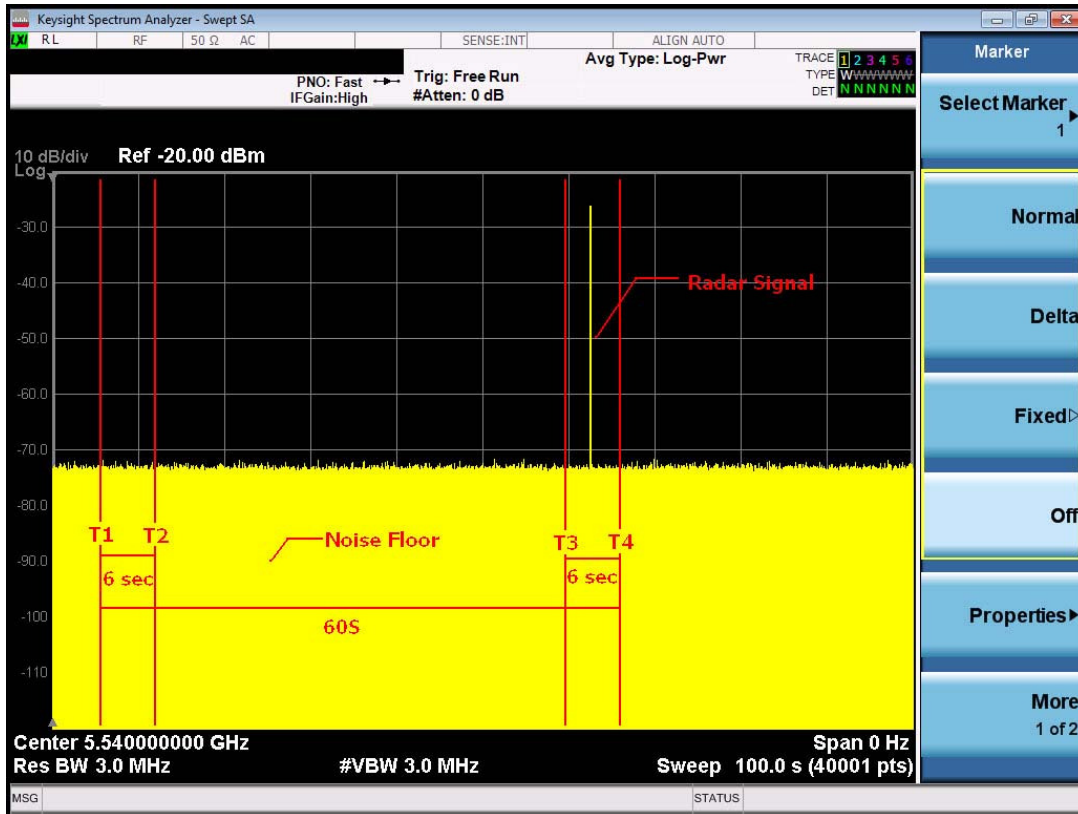 Keysight Spectrum Analyzer - Swept SA
LXI RL RF 50 Ω AC SENSE:INT ALIGN AUTO
PNO: Fast
IFGain:High
Trig: Free Run
#Atten: 0 dB
Avg Type: Log-Pwr
TRACE 1 2 3 4 5 6
TYPE WWWWWW
DET N N N N N N
10 dB/div
Log
Ref -20.00 dBm
-30.0
-40.0
-50.0
-60.0
-70.0
-80.0
-90.0
-100
-110
Radar Signal
T1 T2
Noise Floor
T3 T4
6 sec
6 sec
60S
Center 5.540000000 GHz
Span 0 Hz
Res BW 3.0 MHz
#VBW 3.0 MHz
Sweep 100.0 s (40001 pts)
MSG
STATUS
Marker
Select Marker
1
Normal
Delta
Fixed
Off
Properties
More
1 of 2